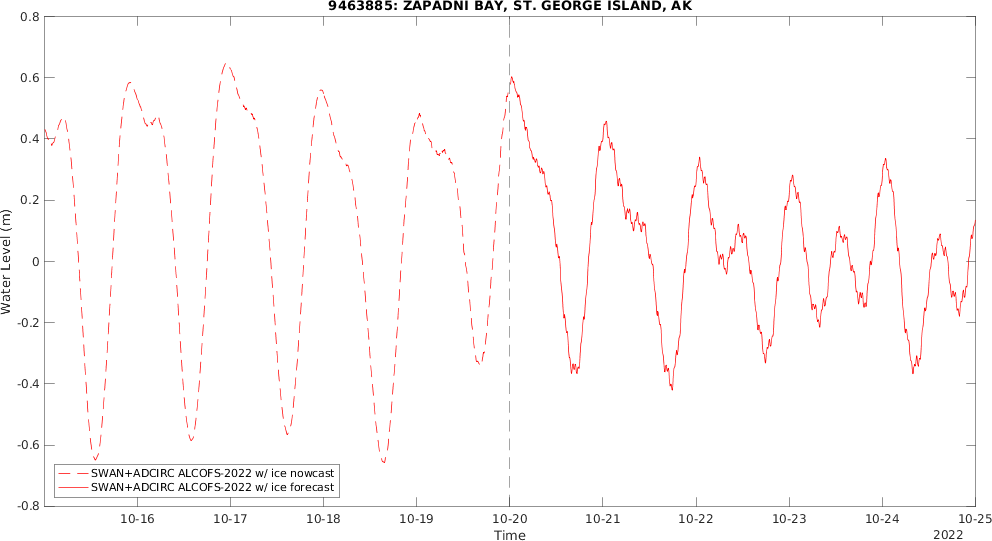 9463885: ZAPADNI BAY, ST. GEORGE ISLAND, AK
0.8
0.6
0.4
0.2
0
-0.2
-0.4
-0.6
-0.8
Water Level (m)
SWAN+ADCIRC ALCOFS-2022 w/ ice nowcast
SWAN+ADCIRC ALCOFS-2022 w/ ice forecast
10-16 10-17 10-18 10-19 10-20 10-21 10-22 10-23 10-24 10-25
Time
2022